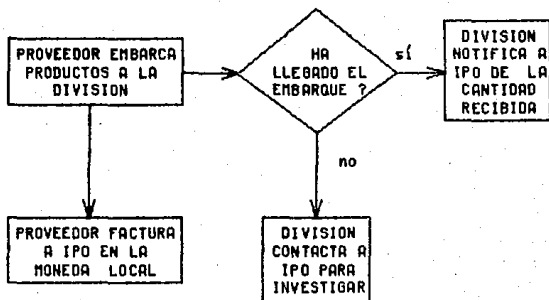 PROVEEDOR EMBARCA
PRODUCTOS A LA
DIVISION
HA
LLEGADO EL
EMBARQUE ?
sí
DIVISION
NOTIFICA A
IPO DE LA
CANTIDAD
RECIBIDA
no
PROVEEDOR FACTURA
A IPO EN LA
MONEDA LOCAL
DIVISION
CONTACTA A
IPO PARA
INVESTIGAR